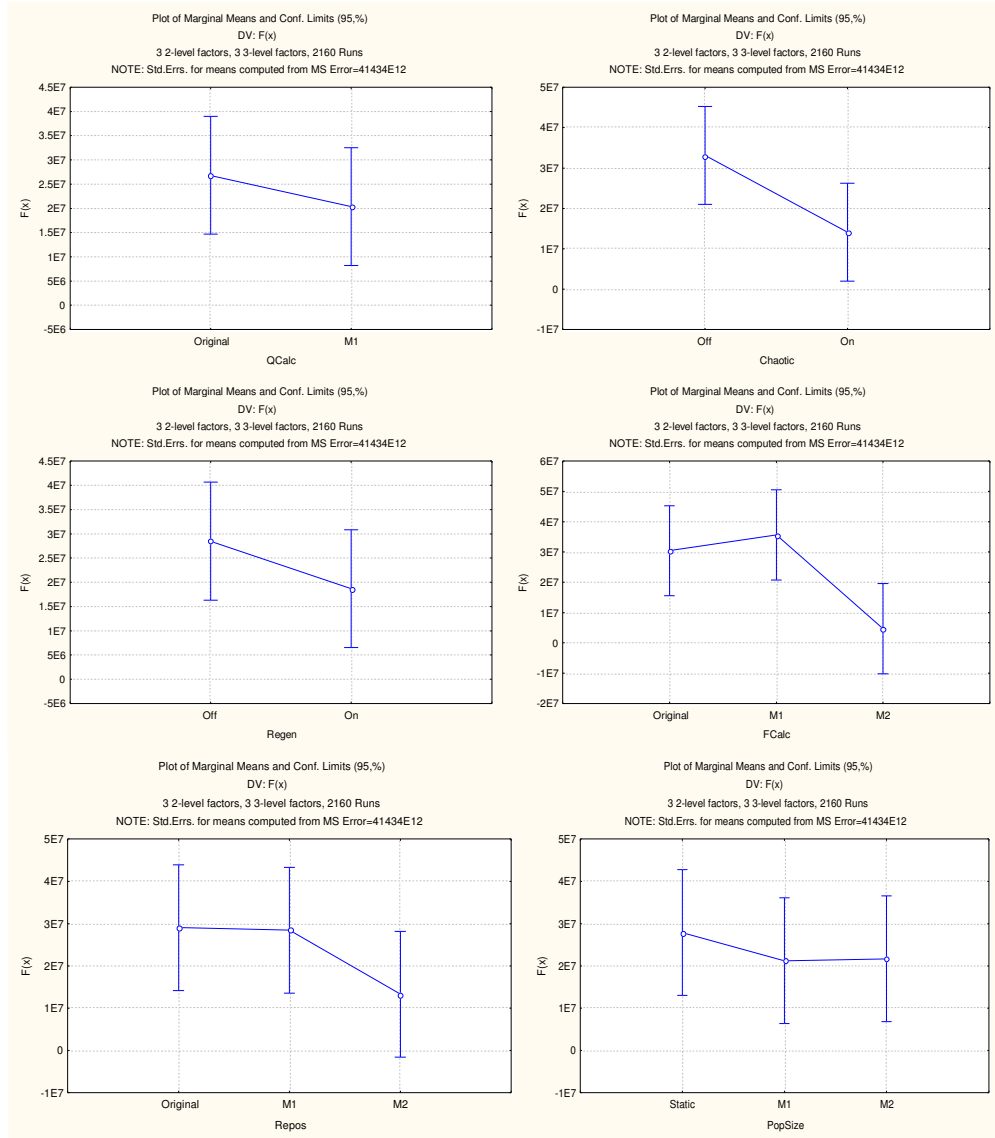 Plot of Marginal Means and Conf. Limits (95,%)
DV: F(x)
3 2-level factors, 3 3-level factors, 2160 Runs
NOTE: Std.Errs. for means computed from MS Error=41434E12
4.5E7
4E7
3.5E7
3E7
2.5E7
2E7
1.5E7
1E7
5E6
0
-5E6
F(x)
Original M1
QCalc
Plot of Marginal Means and Conf. Limits (95,%)
DV: F(x)
3 2-level factors, 3 3-level factors, 2160 Runs
NOTE: Std.Errs. for means computed from MS Error=41434E12
5E7
4E7
3E7
2E7
1E7
0
-1E7
F(x)
Off On
Chaotic
Plot of Marginal Means and Conf. Limits (95,%)
DV: F(x)
3 2-level factors, 3 3-level factors, 2160 Runs
NOTE: Std.Errs. for means computed from MS Error=41434E12
4.5E7
4E7
3.5E7
3E7
2.5E7
2E7
1.5E7
1E7
5E6
0
-5E6
F(x)
Off On
Regen
Plot of Marginal Means and Conf. Limits (95,%)
DV: F(x)
3 2-level factors, 3 3-level factors, 2160 Runs
NOTE: Std.Errs. for means computed from MS Error=41434E12
6E7
5E7
4E7
3E7
2E7
1E7
0
-1E7
-2E7
F(x)
Original M1 M2
FCalc
Plot of Marginal Means and Conf. Limits (95,%)
DV: F(x)
3 2-level factors, 3 3-level factors, 2160 Runs
NOTE: Std.Errs. for means computed from MS Error=41434E12
5E7
4E7
3E7
2E7
1E7
0
-1E7
F(x)
Original M1 M2
Repos
Plot of Marginal Means and Conf. Limits (95,%)
DV: F(x)
3 2-level factors, 3 3-level factors, 2160 Runs
NOTE: Std.Errs. for means computed from MS Error=41434E12
5E7
4E7
3E7
2E7
1E7
0
-1E7
F(x)
Static M1 M2
PopSize